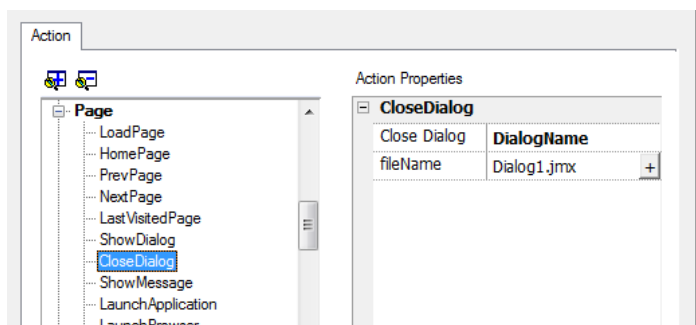 Action
Action Properties
Page
LoadPage
HomePage
PrevPage
NextPage
LastVisitedPage
ShowDialog
CloseDialog
ShowMessage
LaunchApplication
LaunchBrowser
CloseDialog
Close Dialog DialogName
fileName Dialog1.jmx +